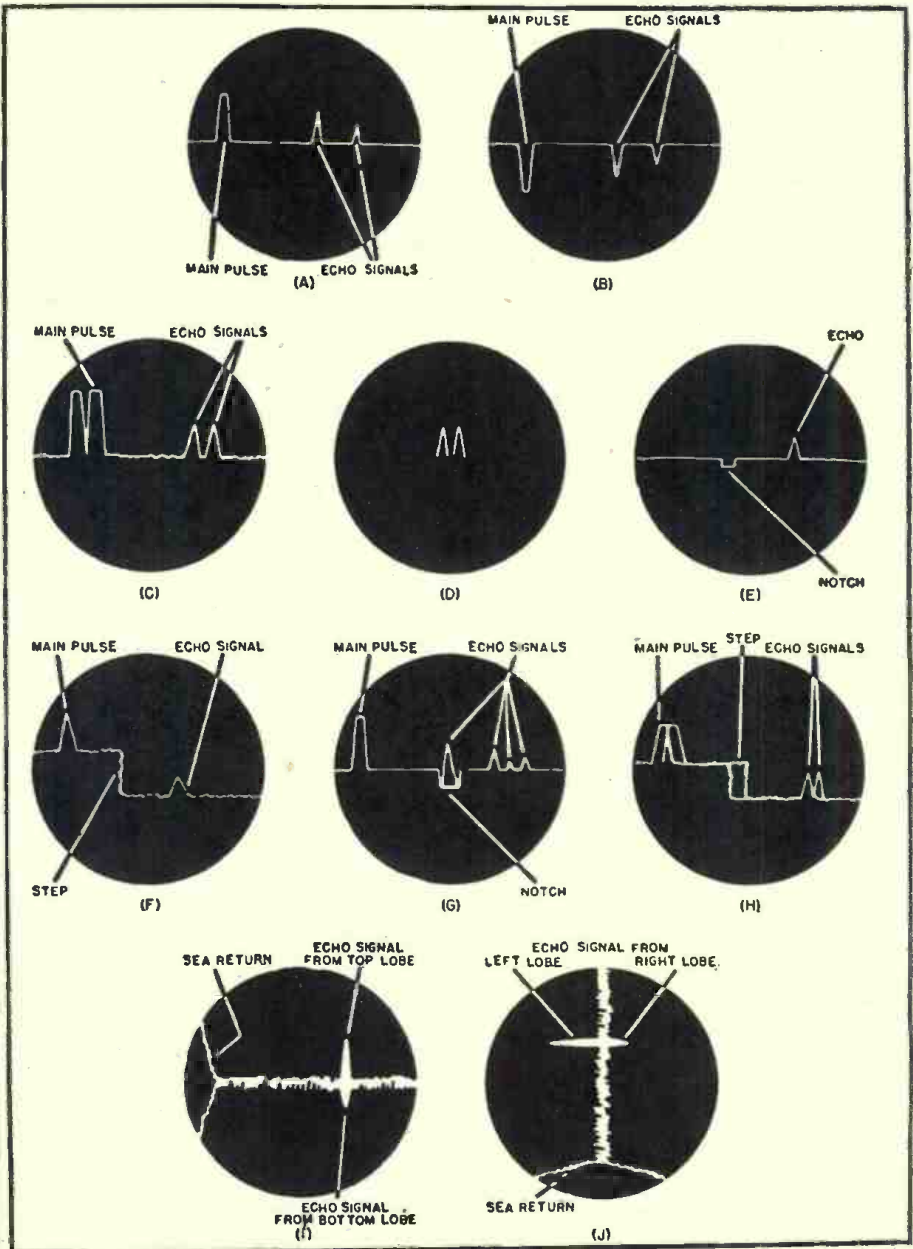 MAIN PULSE ECHO SIGNALS
MAIN PULSE ECHO SIGNALS
(A)
(B)
MAIN PULSE ECHO SIGNALS
ECHO
NOTCH
(C)
(D)
(E)
MAIN PULSE ECHO SIGNAL
MAIN PULSE ECHO SIGNALS
STEP
MAIN PULSE ECHO SIGNALS
STEP
NOTCH
(F)
(G)
(H)
SEA RETURN
ECHO SIGNAL
FROM TOP LOBE
ECHO SIGNAL FROM
LEFT LOBE RIGHT LOBE.
ECHO SIGNAL
FROM BOTTOM LOBE
SEA RETURN
(I)
(J)